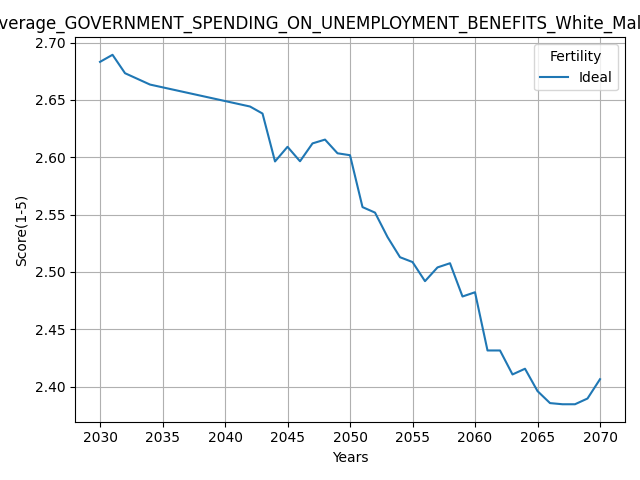 verage_GOVERNMENT_SPENDING_ON_UNEMPLOYMENT_BENEFITS_White_Mal
2.70
2.65
2.60
2.55
2.50
2.45
2.40
Score(1-5)
Fertility
Ideal
2030 2035 2040 2045 2050 2055 2060 2065 2070
Years